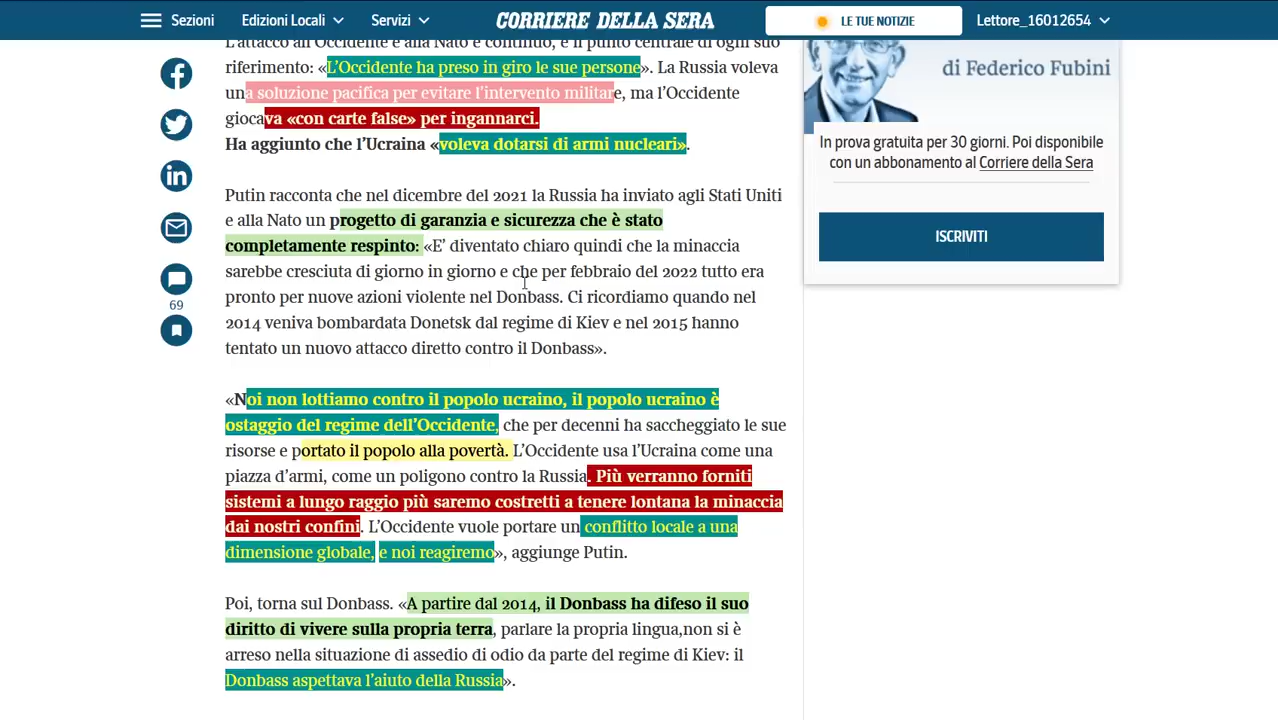 Sezioni
Edizioni Locali
Servizi
CORRIERE DELLA SERA
LE TUE NOTIZIE
Lettore_16012654
L'attacco all'Occidente e alla Nato è continuo, è il punto centrale di ogni suo
riferimento: «L'Occidente ha preso in giro le sue persone». La Russia voleva
una soluzione pacifica per evitare l'intervento militare, ma l'Occidente
giocava «con carte false» per ingannarci.
Ha aggiunto che l'Ucraina «voleva dotarsi di armi nucleari».
Putin racconta che nel dicembre del 2021 la Russia ha inviato agli Stati Uniti
e alla Nato un progetto di garanzia e sicurezza che è stato
completamente respinto: «E' diventato chiaro quindi che la minaccia
sarebbe cresciuta di giorno in giorno e che per febbraio del 2022 tutto era
pronto per nuove azioni violente nel Donbass. Ci ricordiamo quando nel
2014 veniva bombardata Donetsk dal regime di Kiev e nel 2015 hanno
tentato un nuovo attacco diretto contro il Donbass».
«Noi non lottiamo contro il popolo ucraino, il popolo ucraino è
ostaggio del regime dell'Occidente, che per decenni ha saccheggiato le sue
risorse e portato il popolo alla povertà. L'Occidente usa l'Ucraina come una
piazza d'armi, come un poligono contro la Russia. Più verranno forniti
sistemi a lungo raggio più saremo costretti a tenere lontana la minaccia
dai nostri confini. L'Occidente vuole portare un conflitto locale a una
dimensione globale, e noi reagiremo», aggiunge Putin.
Poi, torna sul Donbass. «A partire dal 2014, il Donbass ha difeso il suo
diritto di vivere sulla propria terra, parlare la propria lingua,non si è
arreso nella situazione di assedio di odio da parte del regime di Kiev: il
Donbass aspettava l'aiuto della Russia».
69
di Federico Fubini
In prova gratuita per 30 giorni. Poi disponibile
con un abbonamento al Corriere della Sera
ISCRIVITI